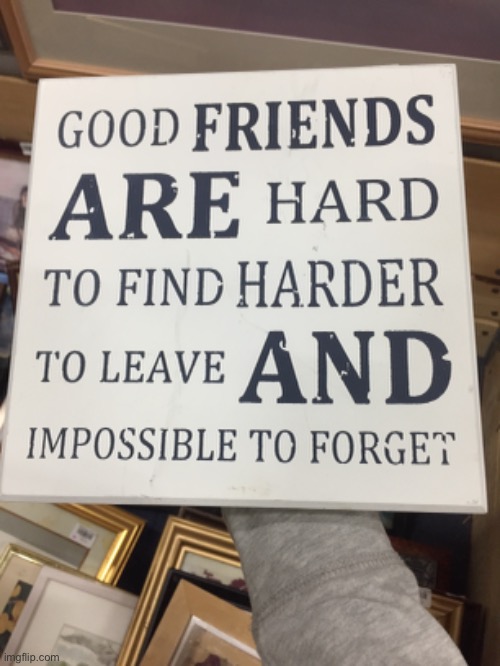 GOOD FRIENDS
ARE HARD
TO FIND HARDER
TO LEAVE AND
IMPOSSIBLE TO FORGET
imgflip.com